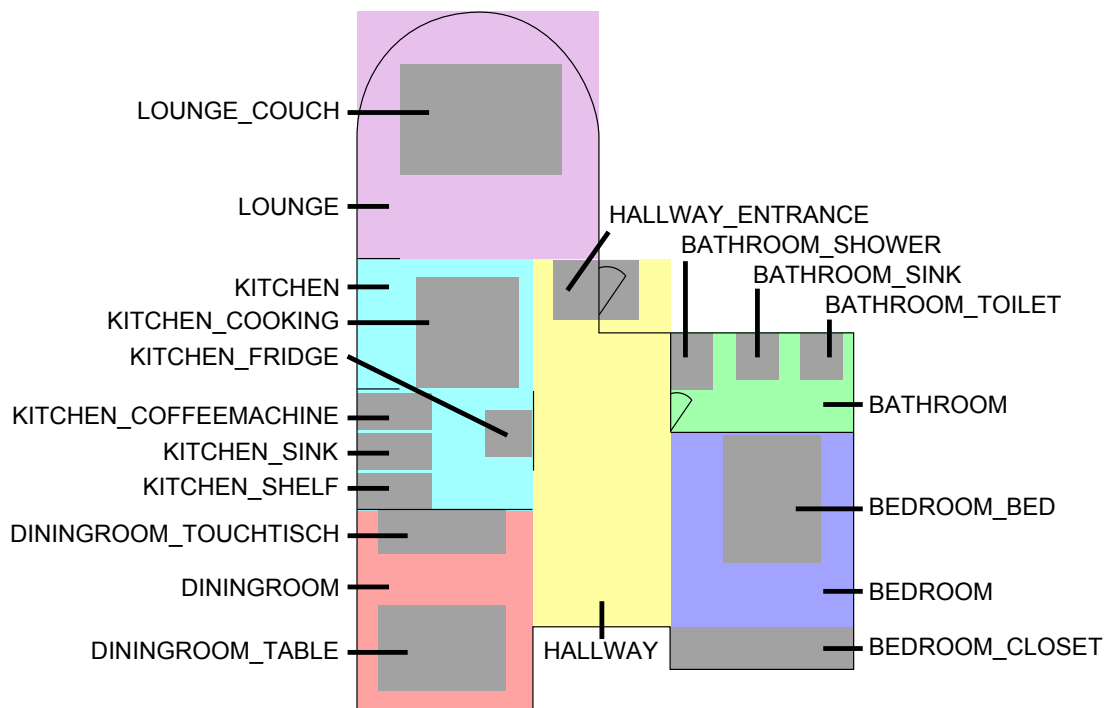 LOUNGE_COUCH
LOUNGE
HALLWAY_ENTRANCE
BATHROOM_SHOWER
BATHROOM_SINK
BATHROOM_TOILET
KITCHEN
KITCHEN_COOKING
KITCHEN_FRIDGE
KITCHEN_COFFEEMACHINE
KITCHEN_SINK
KITCHEN_SHELF
BATHROOM
DININGROOM_TOUCHTISCH
BEDROOM_BED
DININGROOM
BEDROOM
DININGROOM_TABLE
HALLWAY
BEDROOM_CLOSET